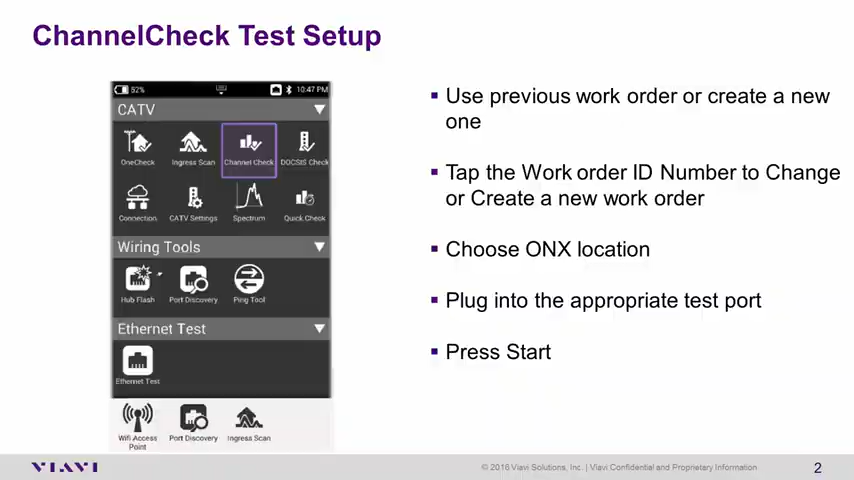 ChannelCheck Test Setup
52%
10:47 PM
CATV
OneCheck
Ingress Scan
Channel Check
DOCSIS Check
Connection
CATV Settings
Spectrum
Quick Check
Wiring Tools
Hub Flash
Port Discovery
Ping Tool
Ethernet Test
Ethernet Test
Wifi Access
Point
Port Discovery
Ingress Scan
▪ Use previous work order or create a new
one
▪ Tap the Work order ID Number to Change
or Create a new work order
▪ Choose ONX location
▪ Plug into the appropriate test port
▪ Press Start
VIAVI
© 2016 Viavi Solutions, Inc. | Viavi Confidential and Proprietary Information
2